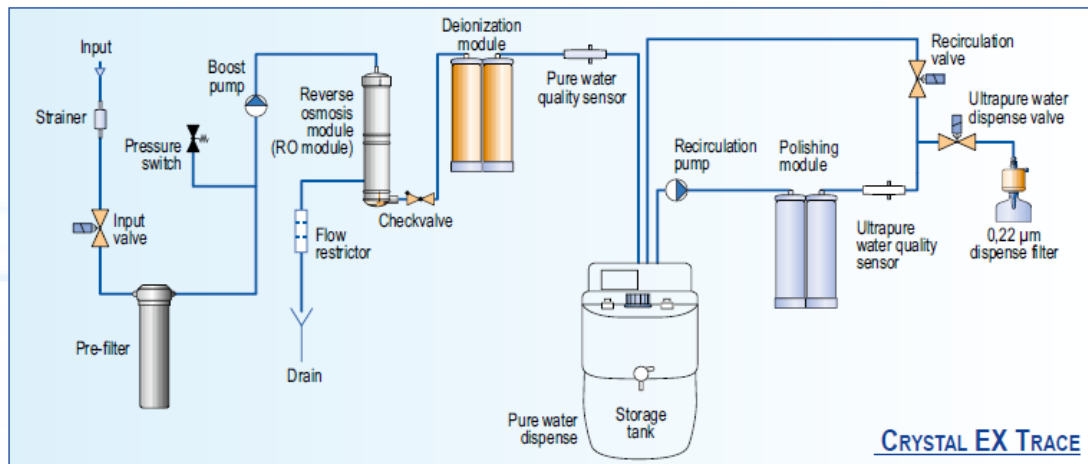 Input
Strainer
Pressure
switch
Input
valve
Pre-filter
Boost
pump
Reverse
osmosis
module
(RO module)
Flow
restrictor
Drain
Checkvalve
Deionization
module
Pure water
quality sensor
Recirculation
pump
Polishing
module
Ultrapure
water quality
sensor
Recirculation
valve
Ultrapure water
dispense valve
0,22 µm
dispense filter
Pure water
dispense
Storage
tank
CRYSTAL EX TRACE